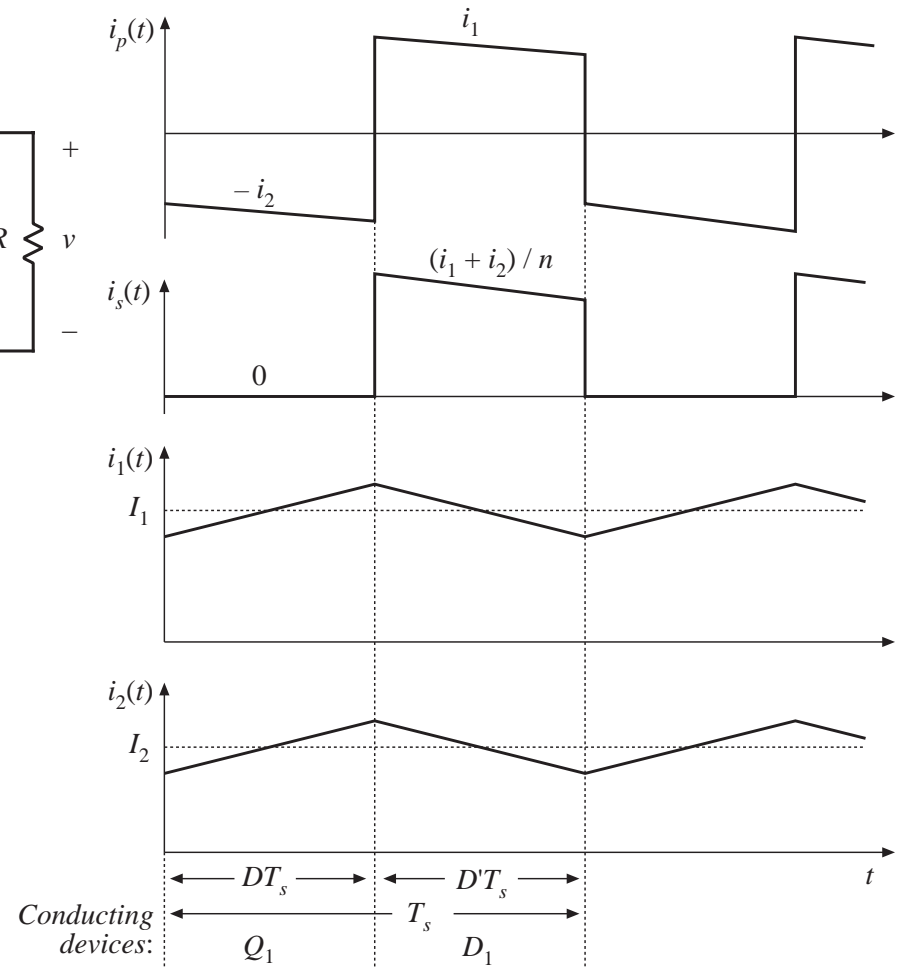 i_p(t)
i_1
– i_2
+
R
v
–
i_s(t)
(i_1 + i_2) / n
0
i_1(t)
I_1
i_2(t)
I_2
DT_s
D'T_s
t
T_s
Conducting
devices:
Q_1
D_1